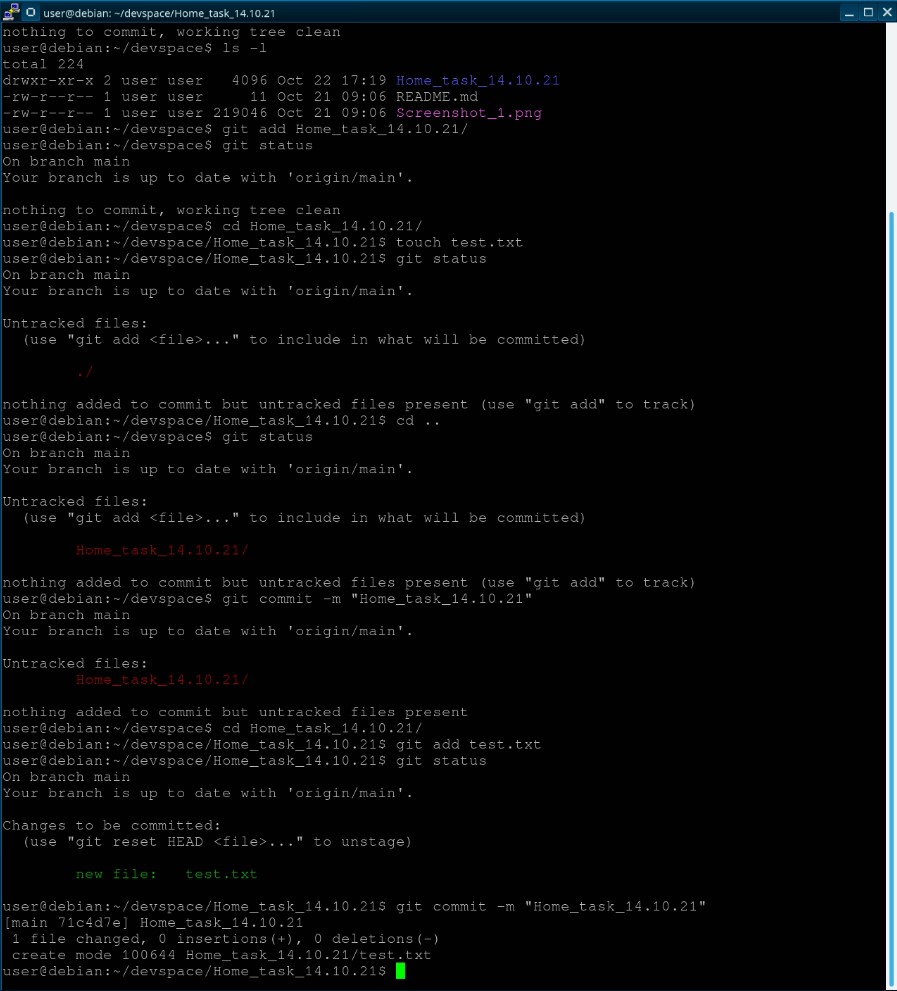 user@debian: ~/devspace/Home_task_14.10.21
nothing to commit, working tree clean
user@debian:~/devspace$ ls -l
total 224
drwxr-xr-x 2 user user   4096 Oct 22 17:19 Home_task_14.10.21
-rw-r--r-- 1 user user     11 Oct 21 09:06 README.md
-rw-r--r-- 1 user user 219046 Oct 21 09:06 Screenshot_1.png
user@debian:~/devspace$ git add Home_task_14.10.21/
user@debian:~/devspace$ git status
On branch main
Your branch is up to date with 'origin/main'.

nothing to commit, working tree clean
user@debian:~/devspace$ cd Home_task_14.10.21/
user@debian:~/devspace/Home_task_14.10.21$ touch test.txt
user@debian:~/devspace/Home_task_14.10.21$ git status
On branch main
Your branch is up to date with 'origin/main'.

Untracked files:
  (use "git add <file>..." to include in what will be committed)

        ./

nothing added to commit but untracked files present (use "git add" to track)
user@debian:~/devspace/Home_task_14.10.21$ cd ..
user@debian:~/devspace$ git status
On branch main
Your branch is up to date with 'origin/main'.

Untracked files:
  (use "git add <file>..." to include in what will be committed)

        Home_task_14.10.21/

nothing added to commit but untracked files present (use "git add" to track)
user@debian:~/devspace$ git commit -m "Home_task_14.10.21"
On branch main
Your branch is up to date with 'origin/main'.

Untracked files:
        Home_task_14.10.21/

nothing added to commit but untracked files present
user@debian:~/devspace$ cd Home_task_14.10.21/
user@debian:~/devspace/Home_task_14.10.21$ git add test.txt
user@debian:~/devspace/Home_task_14.10.21$ git status
On branch main
Your branch is up to date with 'origin/main'.

Changes to be committed:
  (use "git reset HEAD <file>..." to unstage)

        new file:   test.txt

user@debian:~/devspace/Home_task_14.10.21$ git commit -m "Home_task_14.10.21"
[main 71c4d7e] Home_task_14.10.21
 1 file changed, 0 insertions(+), 0 deletions(-)
 create mode 100644 Home_task_14.10.21/test.txt
user@debian:~/devspace/Home_task_14.10.21$